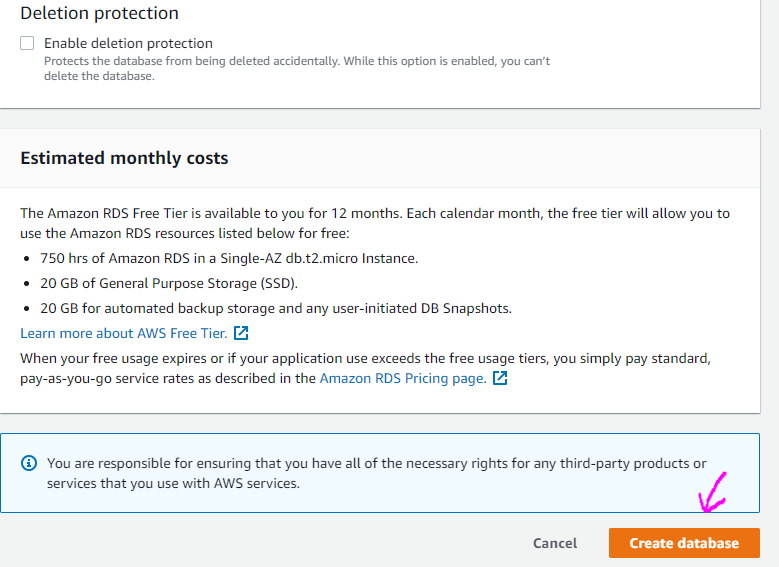 Deletion protection
Enable deletion protection
Protects the database from being deleted accidentally. While this option is enabled, you can't
delete the database.
Estimated monthly costs
The Amazon RDS Free Tier is available to you for 12 months. Each calendar month, the free tier will allow you to
use the Amazon RDS resources listed below for free:
• 750 hrs of Amazon RDS in a Single-AZ db.t2.micro Instance.
• 20 GB of General Purpose Storage (SSD).
• 20 GB for automated backup storage and any user-initiated DB Snapshots.
Learn more about AWS Free Tier.
When your free usage expires or if your application use exceeds the free usage tiers, you simply pay standard,
pay-as-you-go service rates as described in the Amazon RDS Pricing page.
You are responsible for ensuring that you have all of the necessary rights for any third-party products or
services that you use with AWS services.
Cancel Create database